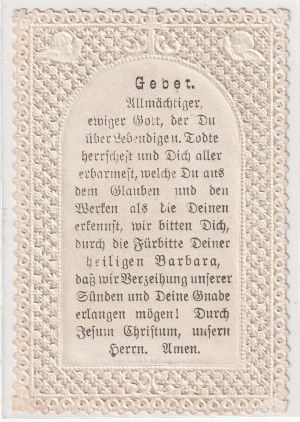 Gebet.
Allmächtiger,
ewiger Gott, der Du
über Lebendige u. Todte
herrschest und Dich aller
erbarmest, welche Du aus
dem Glauben und den
Werken als die Deinen
erkennst, wir bitten Dich,
durch die Fürbitte Deiner
heiligen Barbara,
daß wir Verzeihung unserer
Sünden und Deine Gnade
erlangen mögen! Durch
Jesum Christum, unsern
Herrn. Amen.